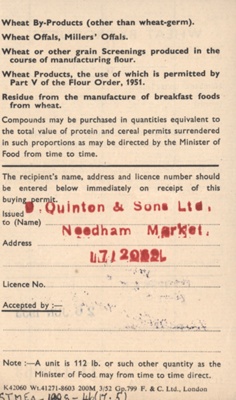 Wheat By-Products (other than wheat-germ).
Wheat Offals, Millers' Offals.
Wheat or other grain Screenings produced in the
course of manufacturing flour.
Wheat Products, the use of which is permitted by
Part V of the Flour Order, 1951.
Residue from the manufacture of breakfast foods
from wheat.
Compounds may be purchased in quantities equivalent to
the total value of protein and cereal permits surrendered
in such proportions as may be directed by the Minister of
Food from time to time.
The recipient's name, address and licence number should
be entered below immediately on receipt of this
buying permit.
Issued
to (Name) Quinton & Sons Ltd.
Needham Market.
Address
Licence No.
Accepted by :—
Note :—A unit is 112 lb. or such other quantity as the
Minister of Food may from time to time direct.
K42060 Wt.41271-8603 200M 3/52 Gp.799 F. & C. Ltd., London